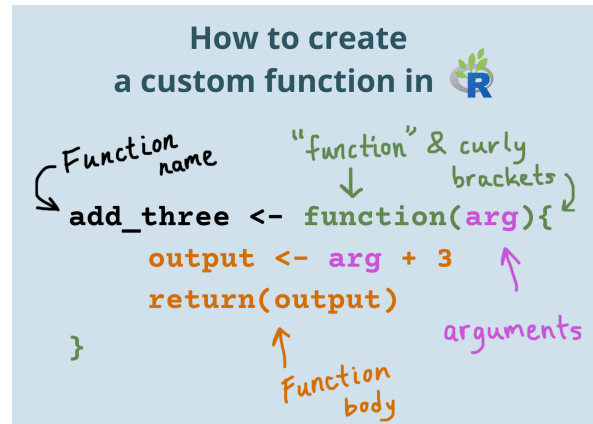 How to create
a custom function in R
Function
name
"function" & curly
brackets
add_three <- function(arg){
output <- arg + 3
return(output)
}
arguments
Function
body